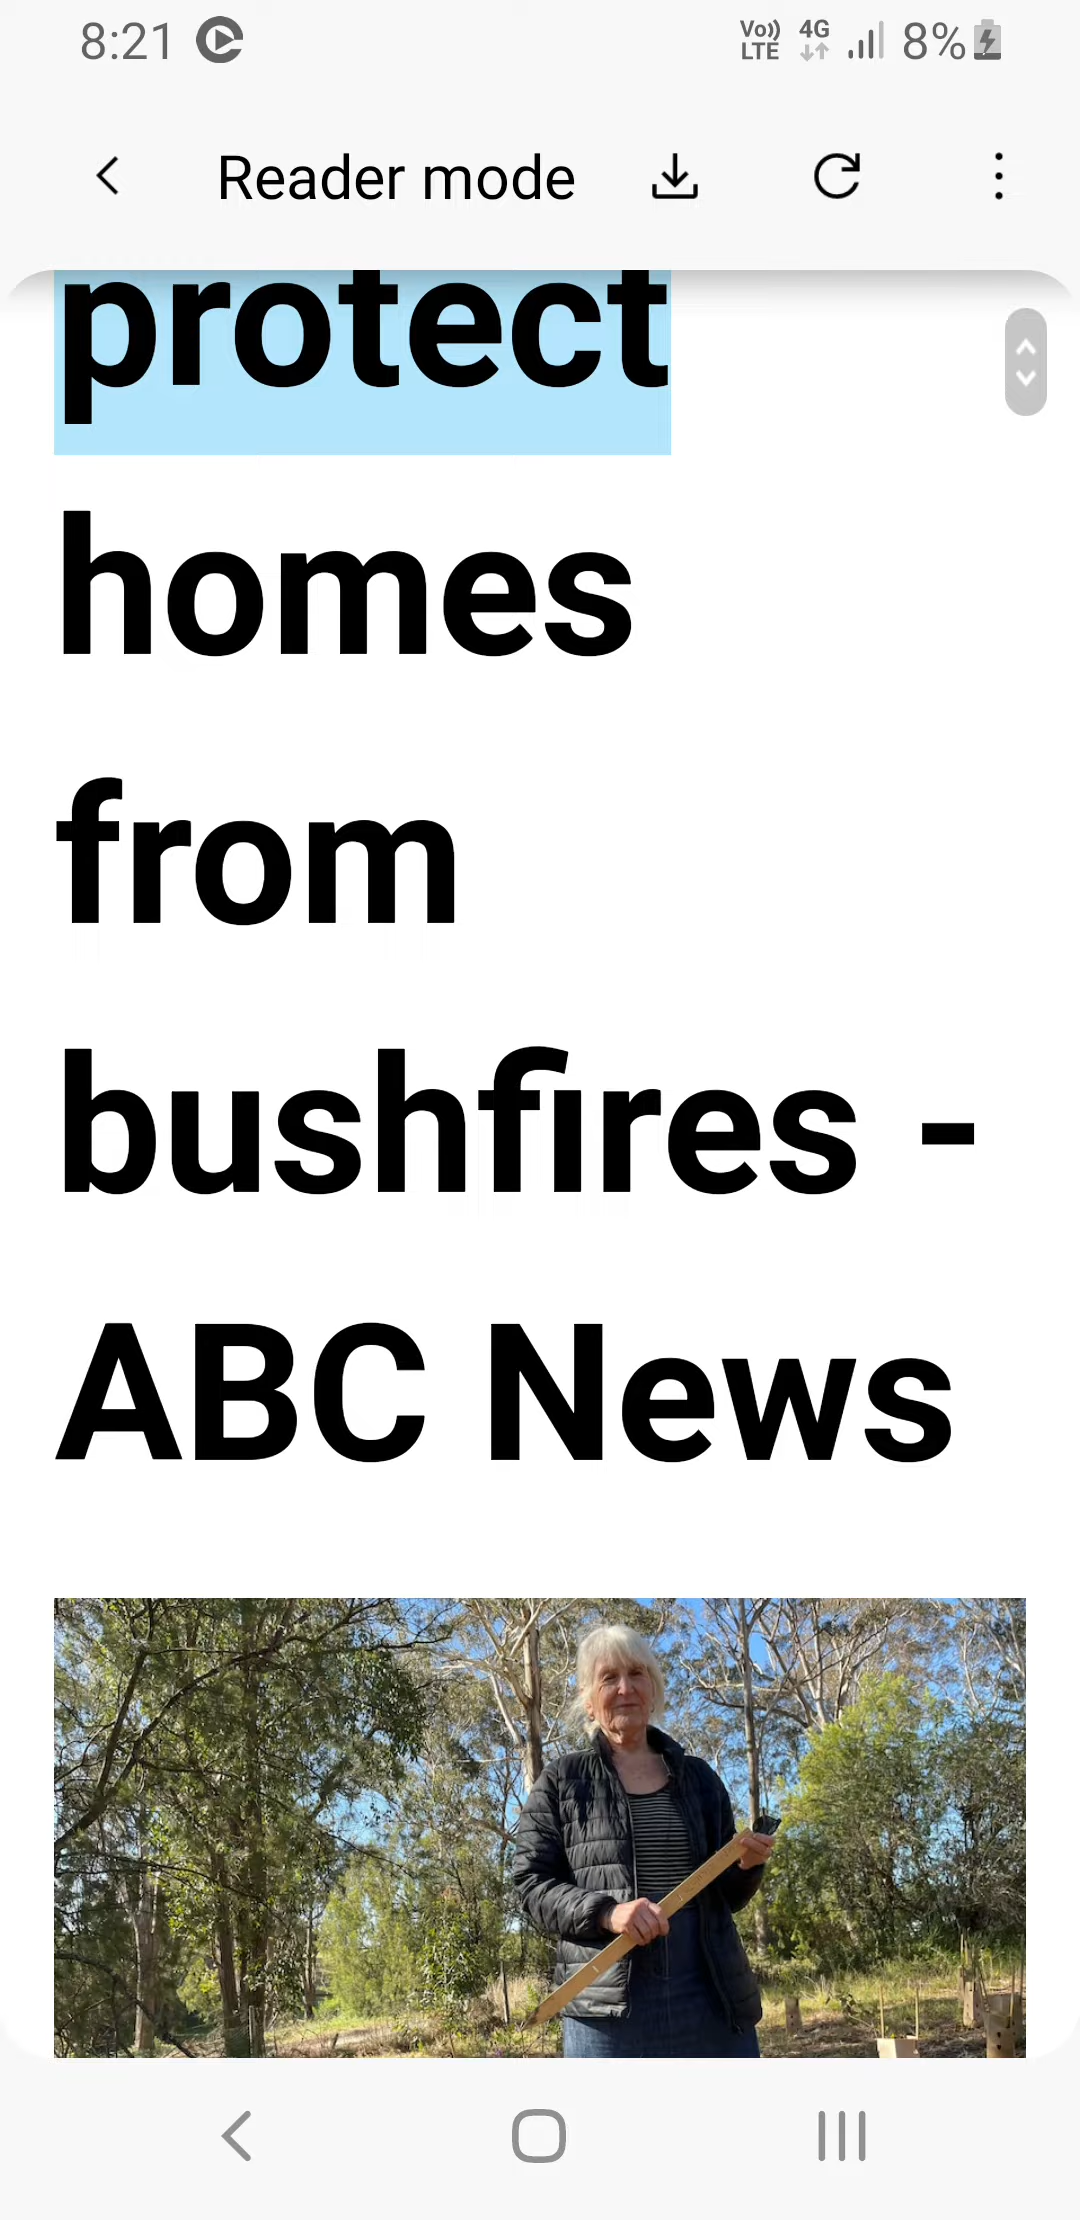 8:21
Vo)) LTE 4G 8%
Reader mode
protect
homes
from
bushfires -
ABC News